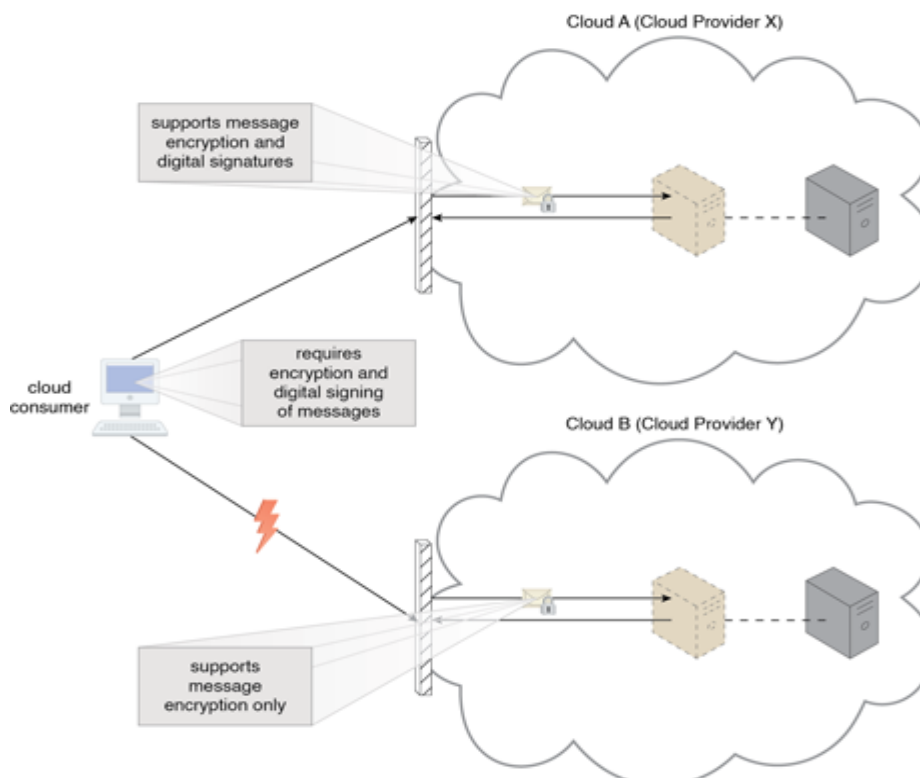 Cloud A (Cloud Provider X)
supports message
encryption and
digital signatures
requires
encryption and
digital signing
of messages
cloud
consumer
Cloud B (Cloud Provider Y)
supports
message
encryption only